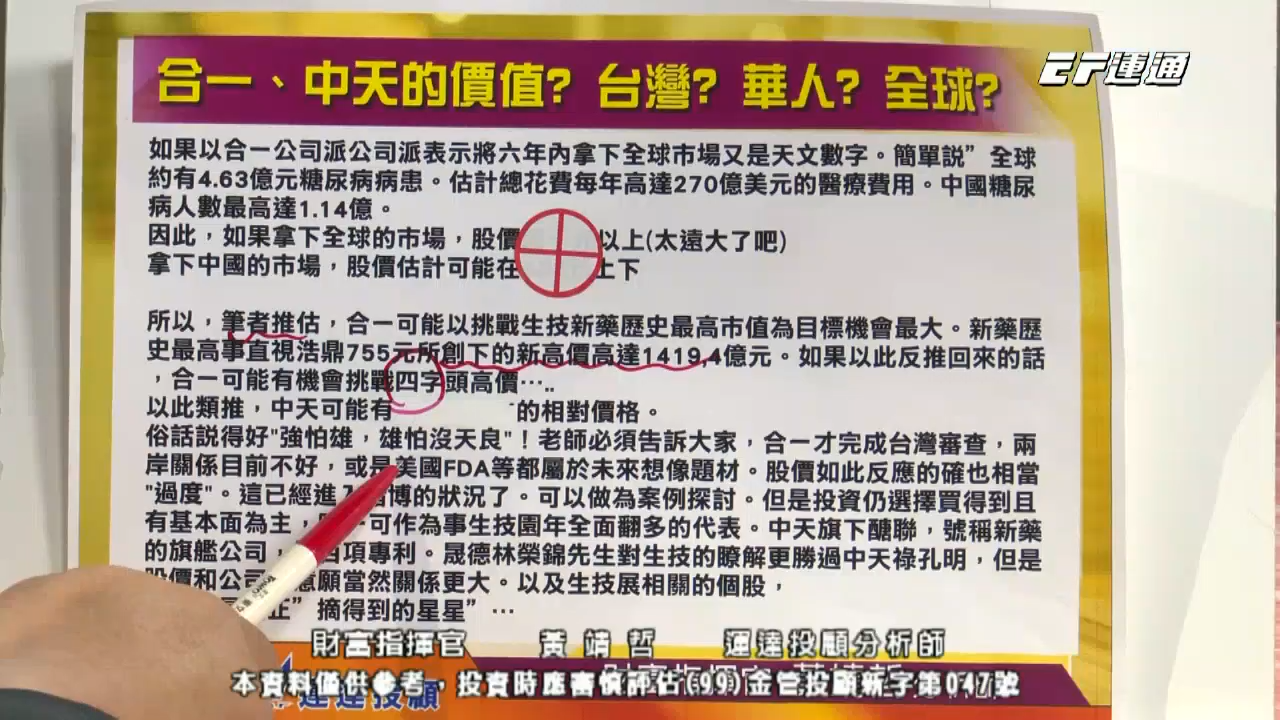 合一、中天的價值? 台灣? 華人? 全球?
EF運通
如果以合一公司派公司派表示將六年內拿下全球市場又是天文數字。簡單說”全球
約有4.63億元糖尿病病患。估計總花費每年高達270億美元的醫療費用。中國糖尿
病人數最高達1.14億。
因此，如果拿下全球的市場，股價 以上(太遠大了吧)
拿下中國的市場，股價估計可能在 上下
所以，筆者推估，合一可能以挑戰生技新藥歷史最高市值為目標機會最大。新藥歷
史最高事直視浩鼎755元所創下的新高價高達1419.4億元。如果以此反推回來的話
，合一可能有機會挑戰四字頭高價…..
以此類推，中天可能有 的相對價格。
俗話說得好"強怕雄，雄怕沒天良"！老師必須告訴大家，合一才完成台灣審查，兩
岸關係目前不好，或是美國FDA等都屬於未來想像題材。股價如此反應的確也相當
"過度"。這已經進 賭博的狀況了。可以做為案例探討。但是投資仍選擇買得到且
有基本面為主， 可作為事生技園年全面翻多的代表。中天旗下醣聯，號稱新藥
的旗艦公司， 四項專利。晟德林榮錦先生對生技的瞭解更勝過中天祿孔明，但是
股價和公司 意願當然關係更大。以及生技展相關的個股，
正”摘得到的星星”…
財富指揮官 黃靖哲 運達投顧分析師
本資料僅供參考，投資時應審慎評估(99)金管投顧新字第047號
運達投顧